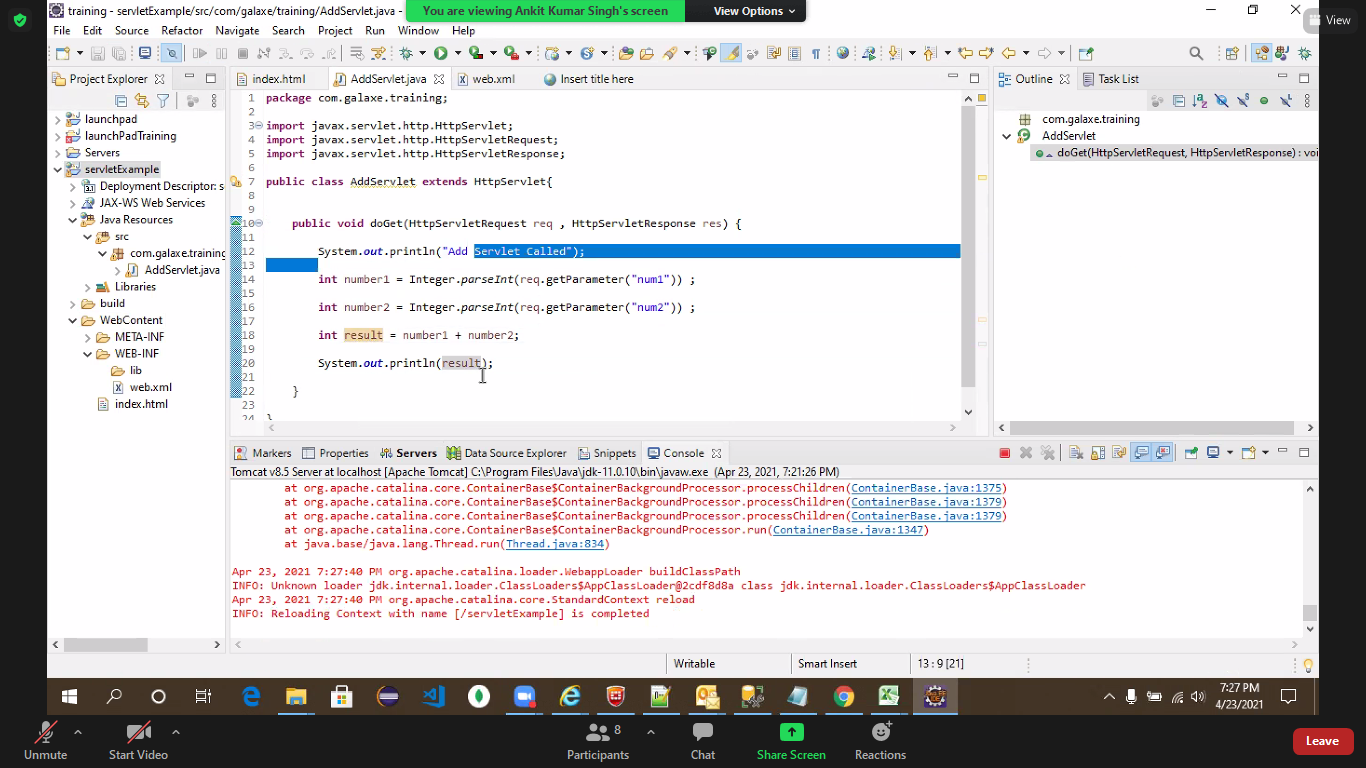 training - servletExample/src/com/galaxe/training/AddServlet.java -
You are viewing Ankit Kumar Singh's screen
View Options
View
File Edit Source Refactor Navigate Search Project Run Window Help
Project Explorer
launchpad
launchPadTraining
Servers
servletExample
Deployment Descriptor: s
JAX-WS Web Services
Java Resources
src
com.galaxe.training
AddServlet.java
Libraries
build
WebContent
META-INF
WEB-INF
lib
web.xml
index.html
index.html AddServlet.java web.xml Insert title here
1 package com.galaxe.training;
2
3 import javax.servlet.http.HttpServlet;
4 import javax.servlet.http.HttpServletRequest;
5 import javax.servlet.http.HttpServletResponse;
6
7 public class AddServlet extends HttpServlet{
8
9
10 public void doGet(HttpServletRequest req , HttpServletResponse res) {
11
12 System.out.println("Add Servlet Called");
13
14 int number1 = Integer.parseInt(req.getParameter("num1")) ;
15
16 int number2 = Integer.parseInt(req.getParameter("num2")) ;
17
18 int result = number1 + number2;
19
20 System.out.println(result);
21
22 }
23
24 }
Outline Task List
com.galaxe.training
AddServlet
doGet(HttpServletRequest, HttpServletResponse) : voi
Markers Properties Servers Data Source Explorer Snippets Console
Tomcat v8.5 Server at localhost [Apache Tomcat] C:\Program Files\Java\jdk-11.0.10\bin\javaw.exe (Apr 23, 2021, 7:21:26 PM)
at org.apache.catalina.core.ContainerBase$ContainerBackgroundProcessor.processChildren(ContainerBase.java:1375)
at org.apache.catalina.core.ContainerBase$ContainerBackgroundProcessor.processChildren(ContainerBase.java:1379)
at org.apache.catalina.core.ContainerBase$ContainerBackgroundProcessor.processChildren(ContainerBase.java:1379)
at org.apache.catalina.core.ContainerBase$ContainerBackgroundProcessor.run(ContainerBase.java:1347)
at java.base/java.lang.Thread.run(Thread.java:834)
Apr 23, 2021 7:27:40 PM org.apache.catalina.loader.WebappLoader buildClassPath
INFO: Unknown loader jdk.internal.loader.ClassLoaders$AppClassLoader@2cdf8d8a class jdk.internal.loader.ClassLoaders$AppClassLoader
Apr 23, 2021 7:27:40 PM org.apache.catalina.core.StandardContext reload
INFO: Reloading Context with name [/servletExample] is completed
Writable Smart Insert 13 : 9 [21]
7:27 PM
4/23/2021
Unmute Start Video Participants 8 Chat Share Screen Reactions Leave